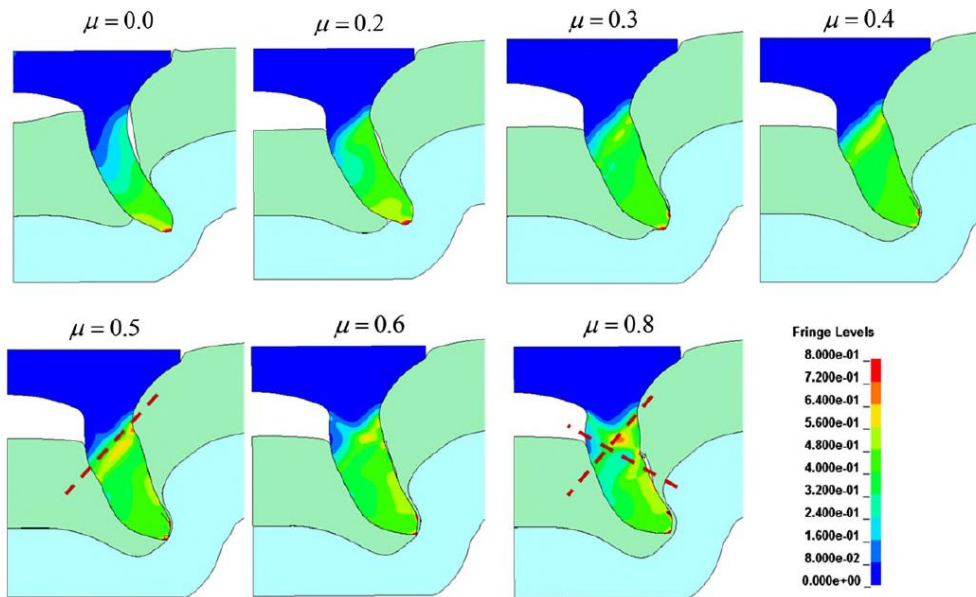 μ = 0.0
μ = 0.2
μ = 0.3
μ = 0.4
μ = 0.5
μ = 0.6
μ = 0.8
Fringe Levels
8.000e-01
7.200e-01
6.400e-01
5.600e-01
4.800e-01
4.000e-01
3.200e-01
2.400e-01
1.600e-01
8.000e-02
0.000e+00